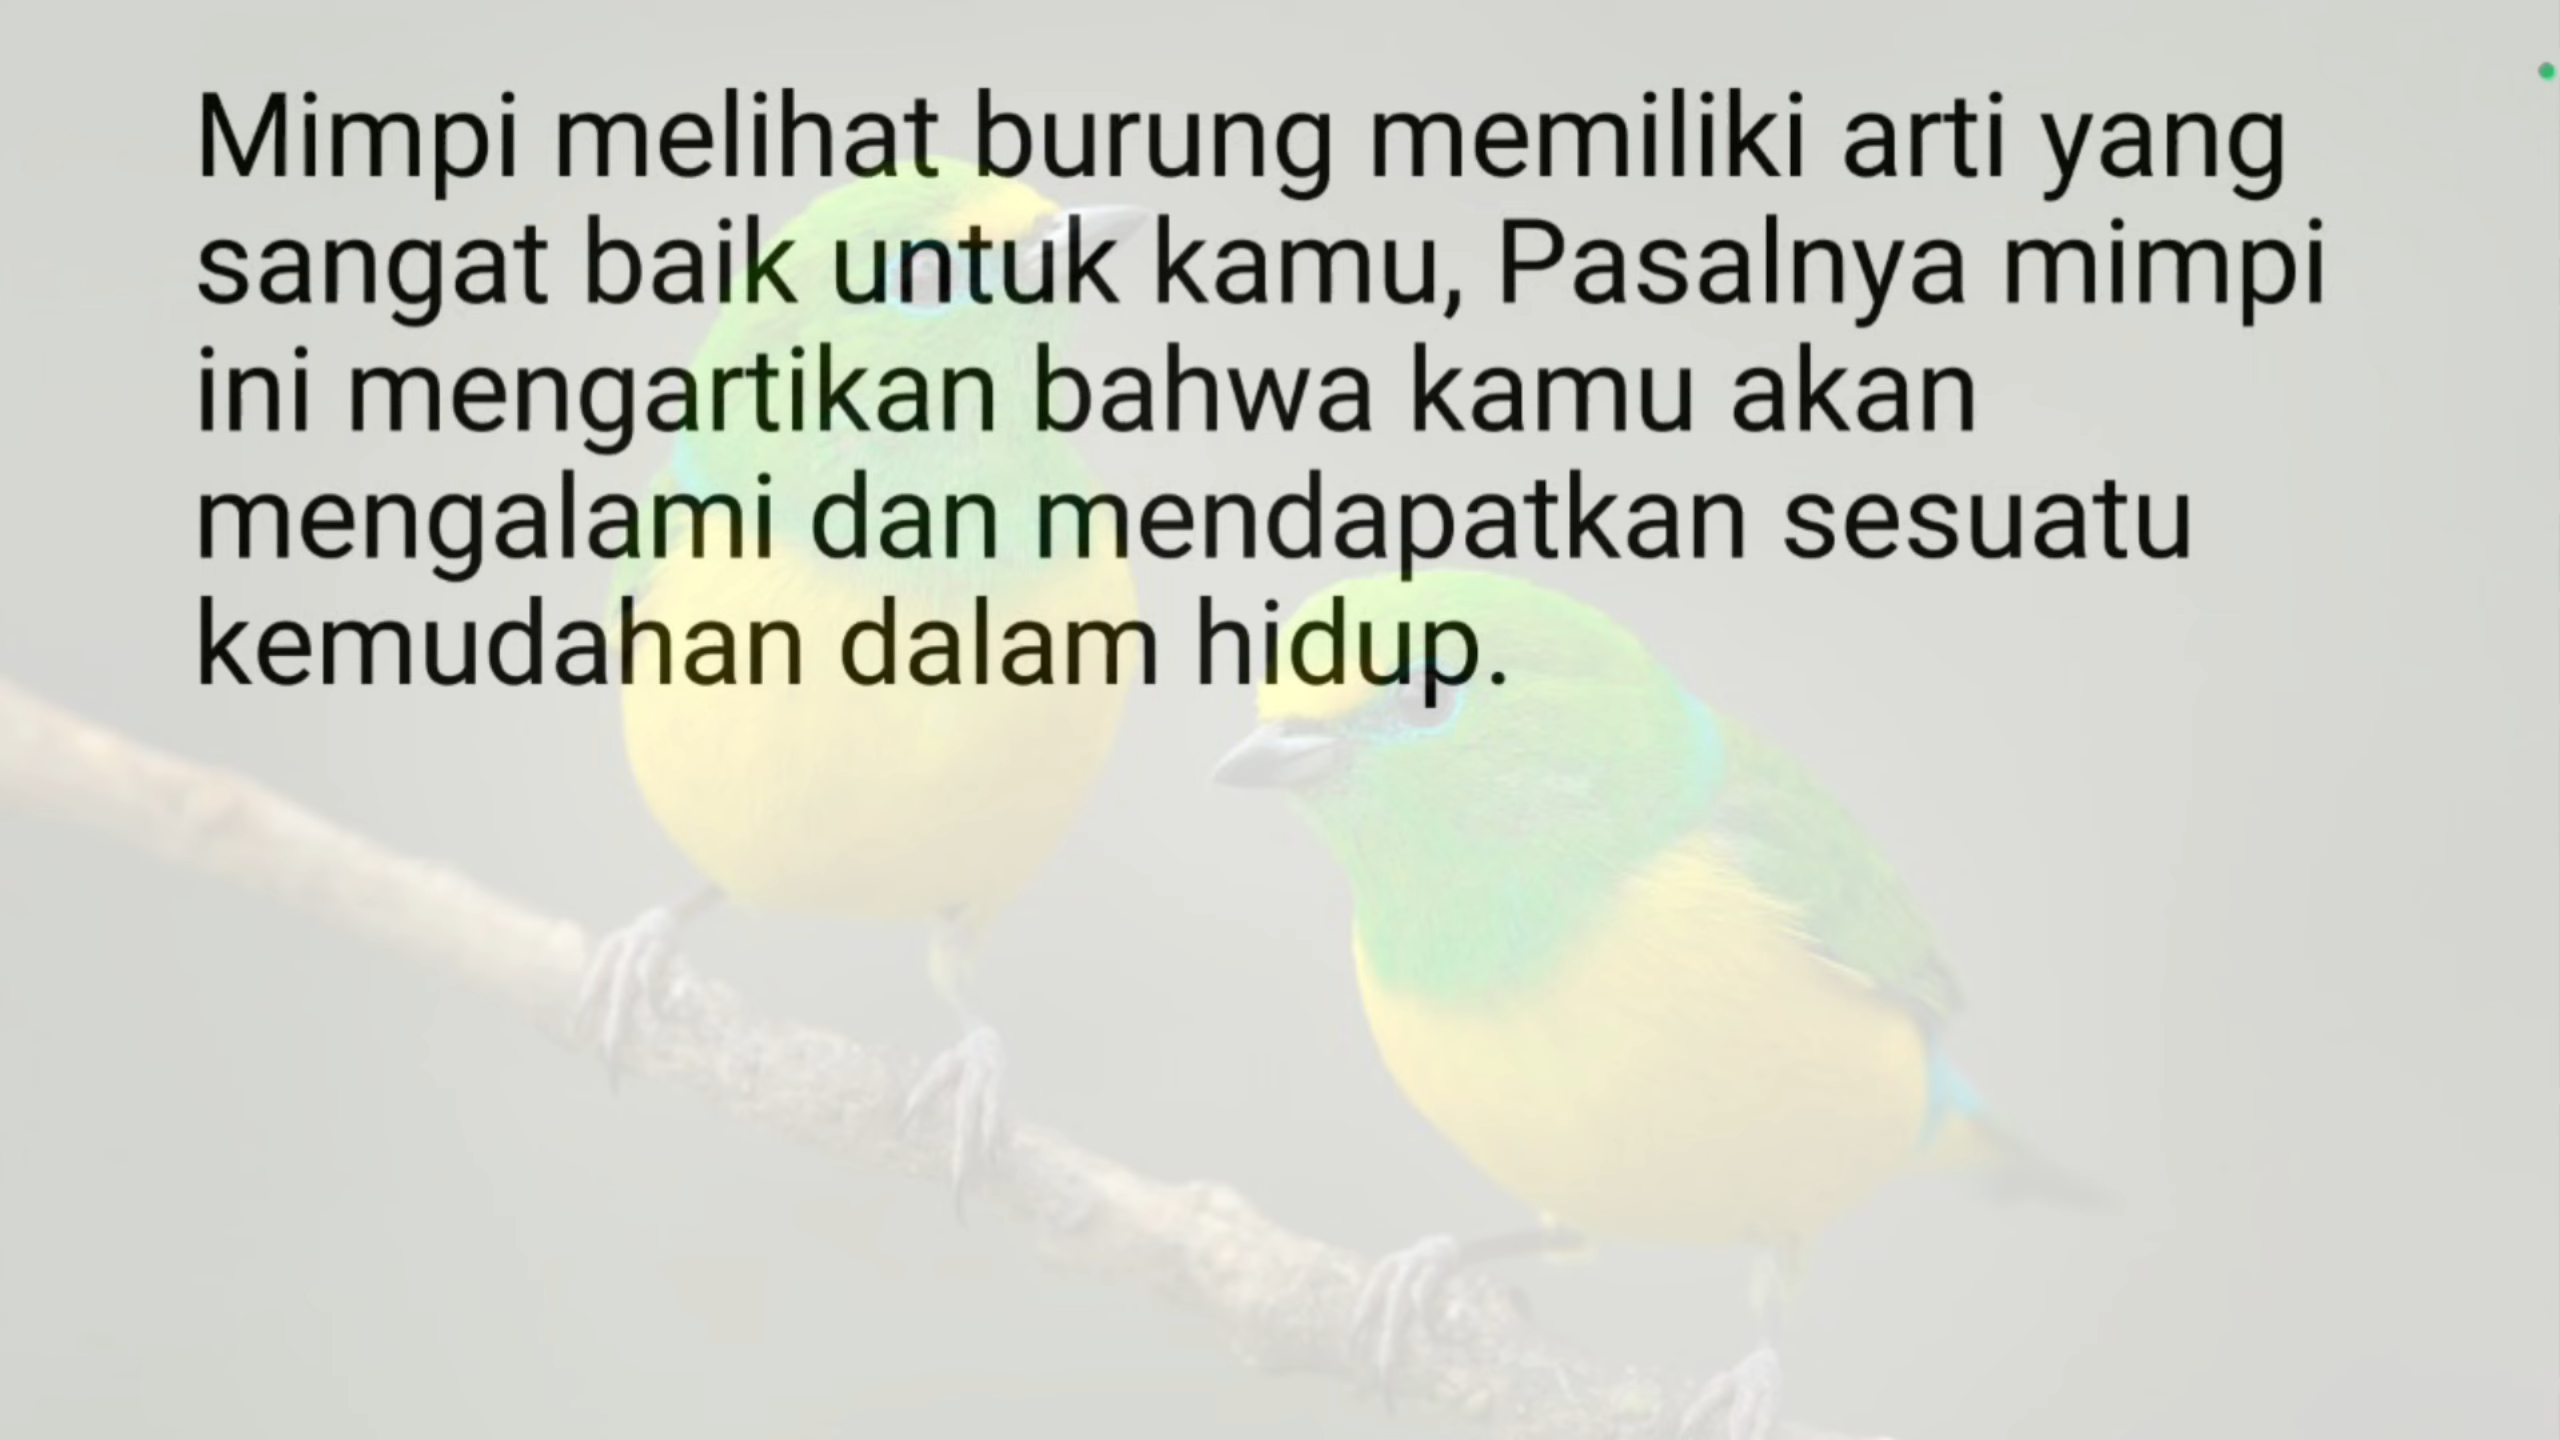 Mimpi melihat burung memiliki arti yang
sangat baik untuk kamu, Pasalnya mimpi
ini mengartikan bahwa kamu akan
mengalami dan mendapatkan sesuatu
kemudahan dalam hidup.